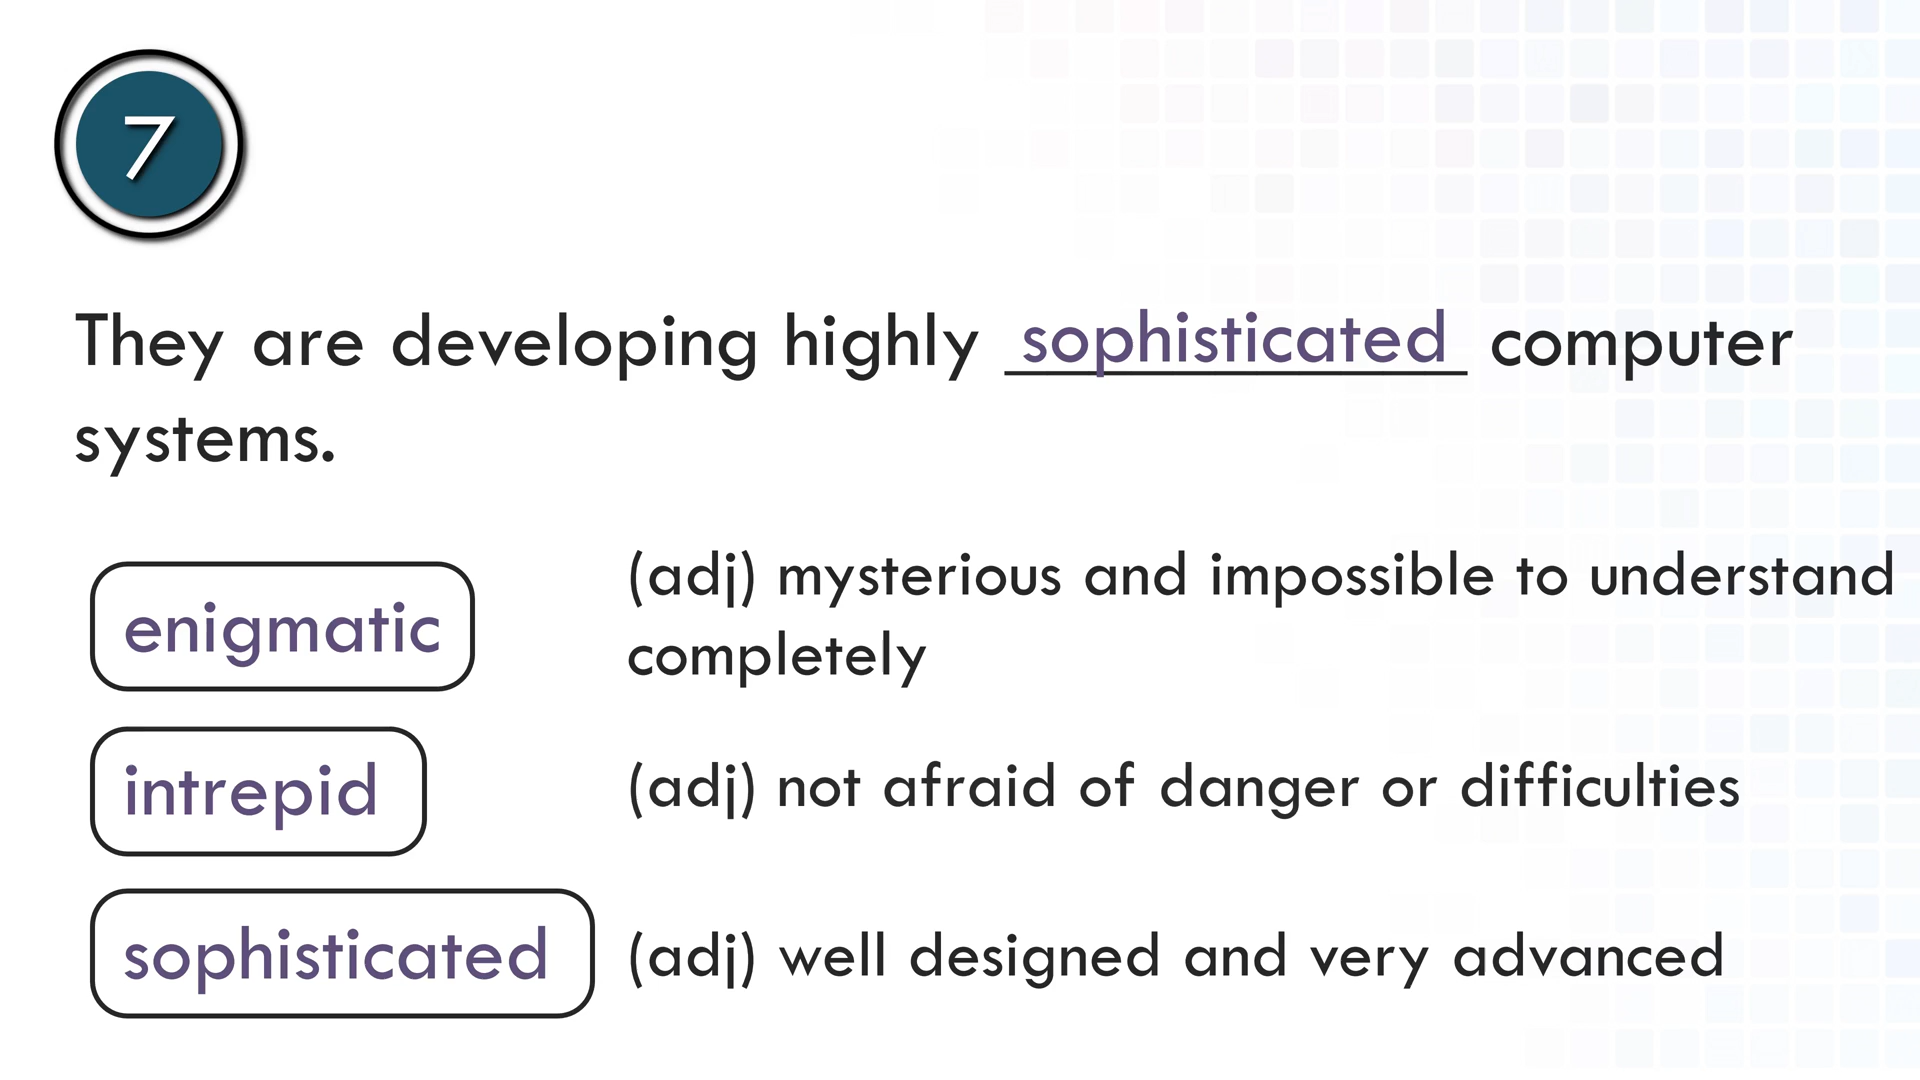 7
They are developing highly sophisticated computer
systems.
enigmatic
(adj) mysterious and impossible to understand
completely
intrepid
(adj) not afraid of danger or difficulties
sophisticated
(adj) well designed and very advanced